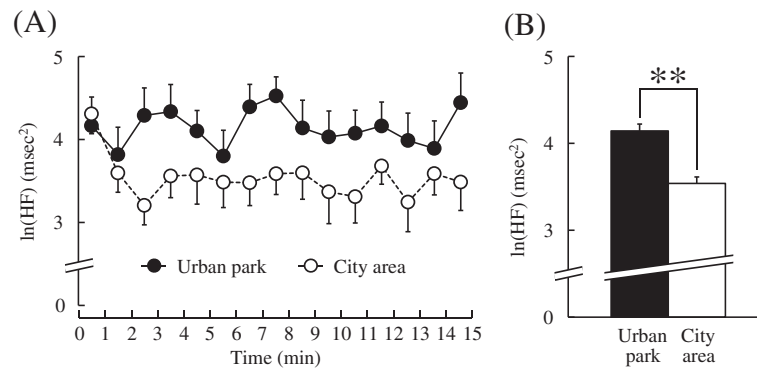 (A)
5
4
3
0
ln(HF) (msec²)
Urban park
City area
0 1 2 3 4 5 6 7 8 9 10 11 12 13 14 15
Time (min)
(B)
5
4
3
0
ln(HF) (msec²)
**
Urban park
City area